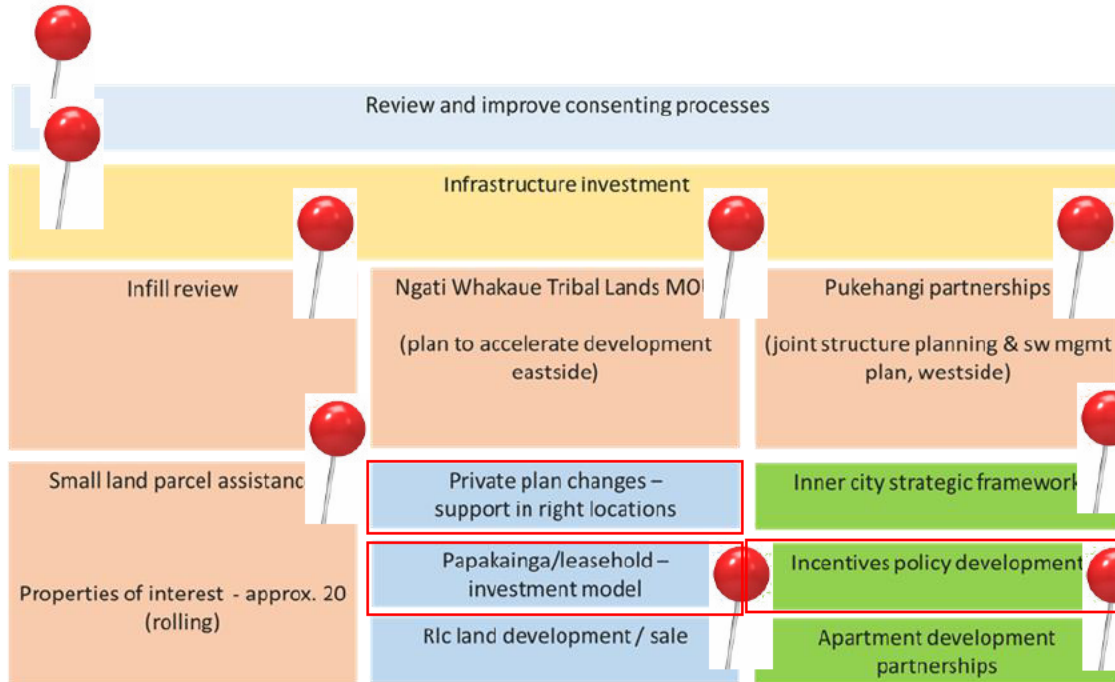 Review and improve consenting processes
Infrastructure investment
Infill review
Ngati Whakaue Tribal Lands MOU
(plan to accelerate development
eastside)
Pukehangi partnerships
(joint structure planning & sw mgmt
plan, westside)
Small land parcel assistanc
Properties of interest - approx. 20
(rolling)
Private plan changes –
support in right locations
Papakainga/leasehold –
investment model
Rlc land development / sale
Inner city strategic framework
Incentives policy development
Apartment development
partnerships